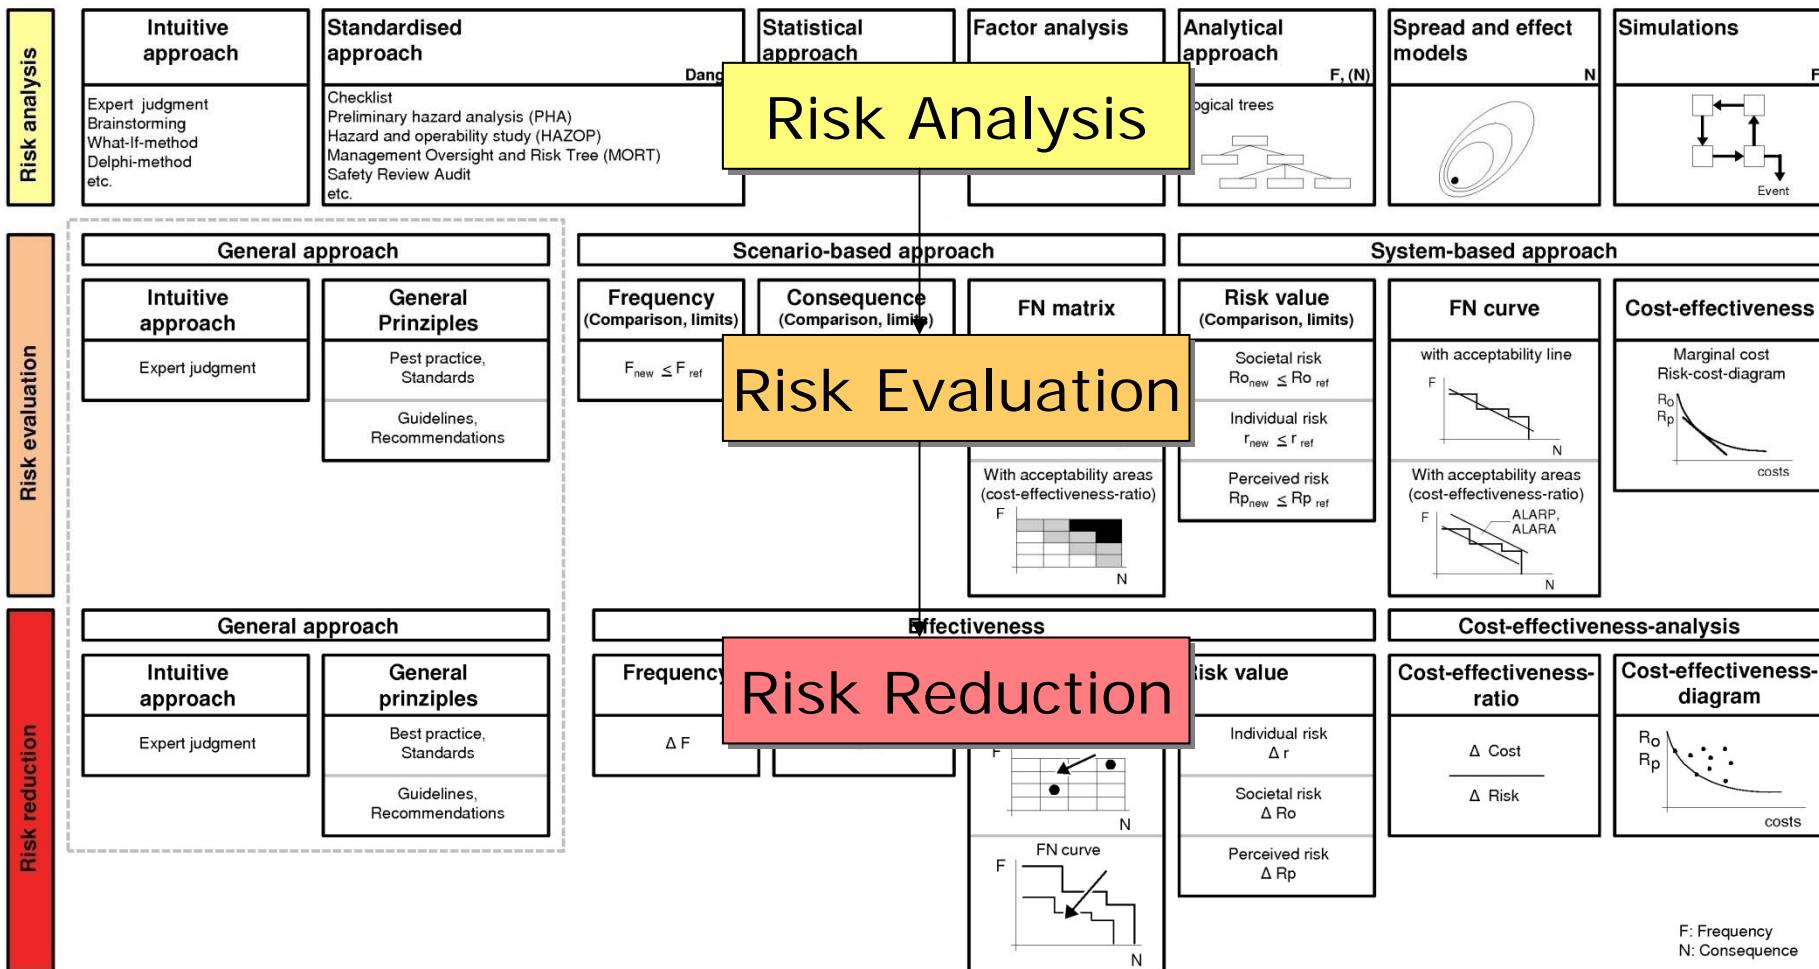 Risk analysis
Intuitive
approach
Expert judgment
Brainstorming
What-If-method
Delphi-method
etc.
Standardised
approach
Dang
Checklist
Preliminary hazard analysis (PHA)
Hazard and operability study (HAZOP)
Management Oversight and Risk Tree (MORT)
Safety Review Audit
etc.
Statistical
approach
Factor analysis
Analytical
approach
F, (N)
ogical trees
Spread and effect
models
N
Simulations
F
Event
Risk Analysis
Risk evaluation
General approach
Scenario-based approach
System-based approach
Intuitive
approach
Expert judgment
General
Prinziples
Pest practice,
Standards
Guidelines,
Recommendations
Frequency
(Comparison, limits)
F new ≤ F ref
Consequence
(Comparison, limits)
FN matrix
With acceptability areas
(cost-effectiveness-ratio)
F
N
Risk value
(Comparison, limits)
Societal risk
Ro new ≤ Ro ref
Individual risk
r new ≤ r ref
Perceived risk
Rp new ≤ Rp ref
FN curve
with acceptability line
F
N
With acceptability areas
(cost-effectiveness-ratio)
F
ALARP,
ALARA
N
Cost-effectiveness
Marginal cost
Risk-cost-diagram
Ro
Rp
costs
Risk Evaluation
Risk reduction
General approach
Effectiveness
Cost-effectiveness-analysis
Intuitive
approach
Expert judgment
General
prinziples
Best practice,
Standards
Guidelines,
Recommendations
Frequency
Δ F
Risk Reduction
F
N
FN curve
F
N
Risk value
Individual risk
Δ r
Societal risk
Δ Ro
Perceived risk
Δ Rp
Cost-effectiveness-
ratio
Δ Cost
Δ Risk
Cost-effectiveness-
diagram
Ro
Rp
costs
F: Frequency
N: Consequence